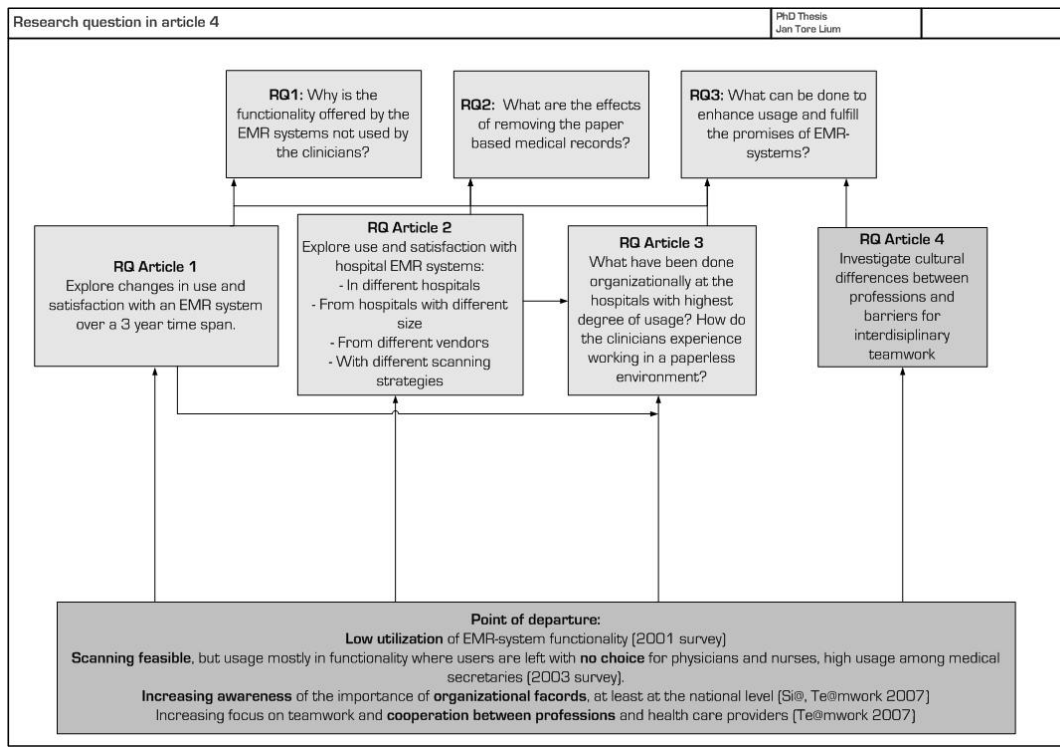 Research question in article 4
PhD Thesis
Jan Tore Lium
RQ1: Why is the
functionality offered by the
EMR systems not used by
the clinicians?
RQ2: What are the effects
of removing the paper
based medical records?
RQ3: What can be done to
enhance usage and fulfill
the promises of EMR-
systems?
RQ Article 1
Explore changes in use and
satisfaction with an EMR system
over a 3 year time span.
RQ Article 2
Explore use and satisfaction with
hospital EMR systems:
- In different hospitals
- From hospitals with different
size
- From different vendors
- With different scanning
strategies
RQ Article 3
What have been done
organizationally at the
hospitals with highest
degree of usage? How do
the clinicians experience
working in a paperless
environment?
RQ Article 4
Investigate cultural
differences between
professions and
barriers for
interdisiplinary
teamwork
Point of departure:
Low utilization of EMR-system functionality (2001 survey)
Scanning feasible, but usage mostly in functionality where users are left with no choice for physicians and nurses, high usage among medical
secretaries (2003 survey).
Increasing awareness of the importance of organizational facords, at least at the national level (Si@, Te@mwork 2007)
Increasing focus on teamwork and cooperation between professions and health care providers (Te@mwork 2007)